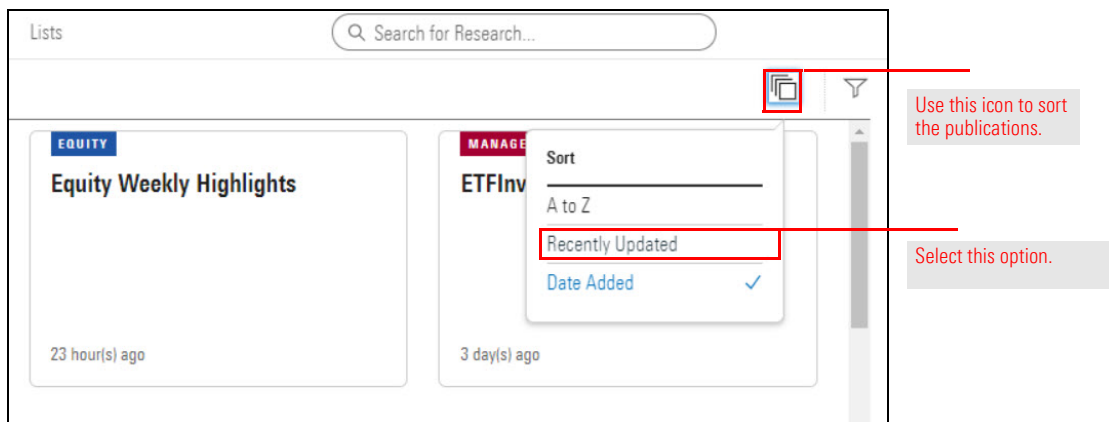 Lists
Search for Research...
Use this icon to sort
the publications.
EQUITY
Equity Weekly Highlights
23 hour(s) ago
MANAGE
ETFInv
3 day(s) ago
Sort
A to Z
Recently Updated
Date Added
Select this option.